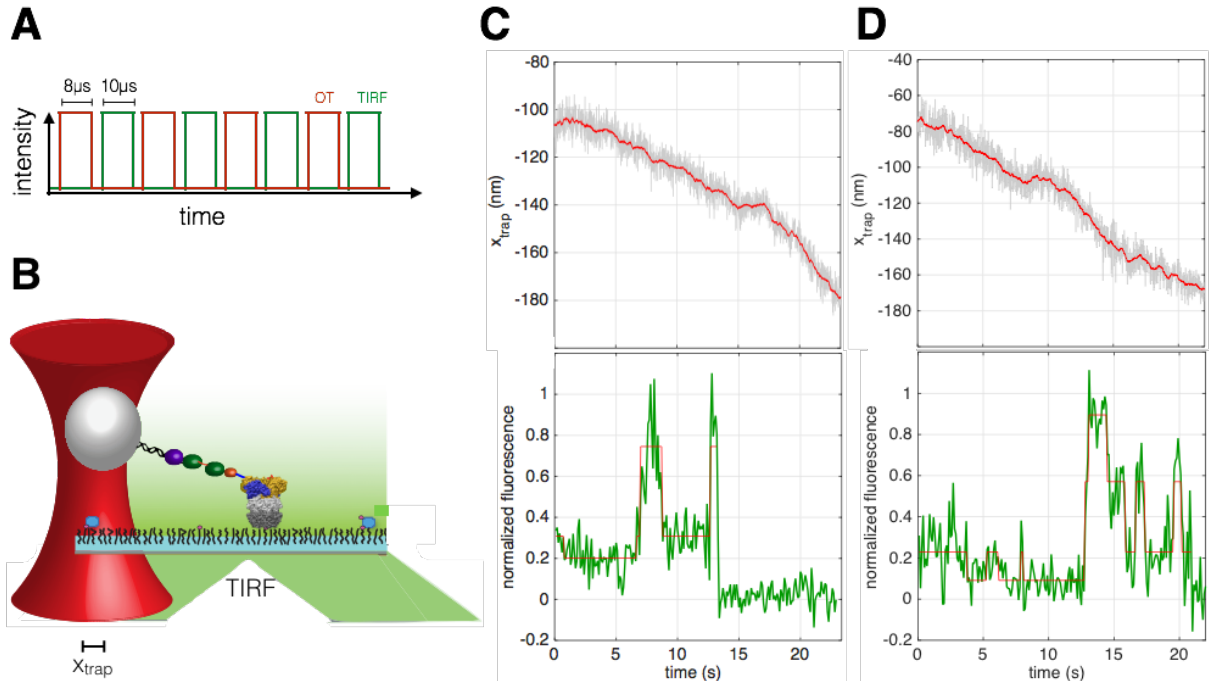 A
8µs 10µs OT TIRF
intensity
time
B
TIRF
xtrap
C
-80
-100
-120
-140
-160
-180
xtrap (nm)
1
0.8
0.6
0.4
0.2
0
-0.2
normalized fluorescence
0 5 10 15 20
time (s)
D
-40
-60
-80
-100
-120
-140
-160
-180
xtrap (nm)
1
0.8
0.6
0.4
0.2
0
-0.2
normalized fluorescence
0 5 10 15 20
time (s)